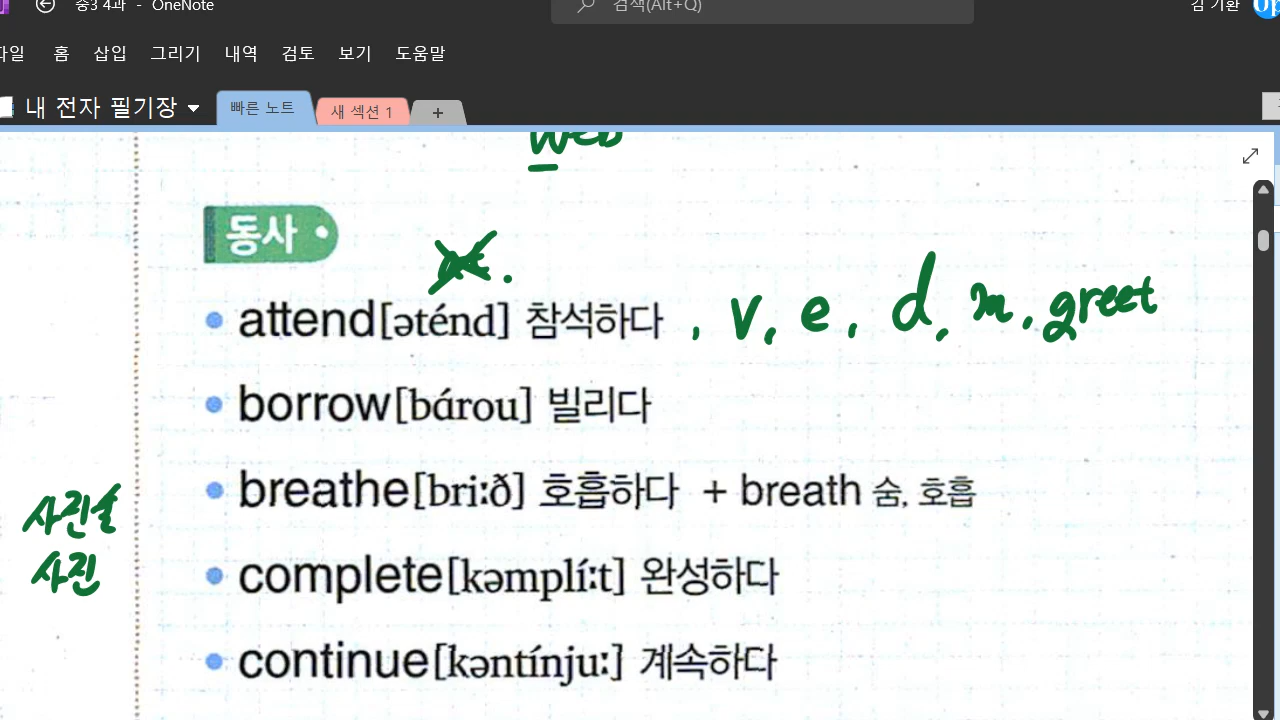 중3 4과 - OneNote
검색(Alt+Q)
김 기환
파일 홈 삽입 그리기 내역 검토 보기 도움말
내 전자 필기장 빠른 노트 새 섹션 1 +
web
동사
attend[əténd] 참석하다 , v, e, d, m, greet
borrow[bárou] 빌리다
breathe[bri:ð] 호흡하다 + breath 숨, 호흡
사진술
사진
complete[kəmplí:t] 완성하다
continue[kəntínju:] 계속하다